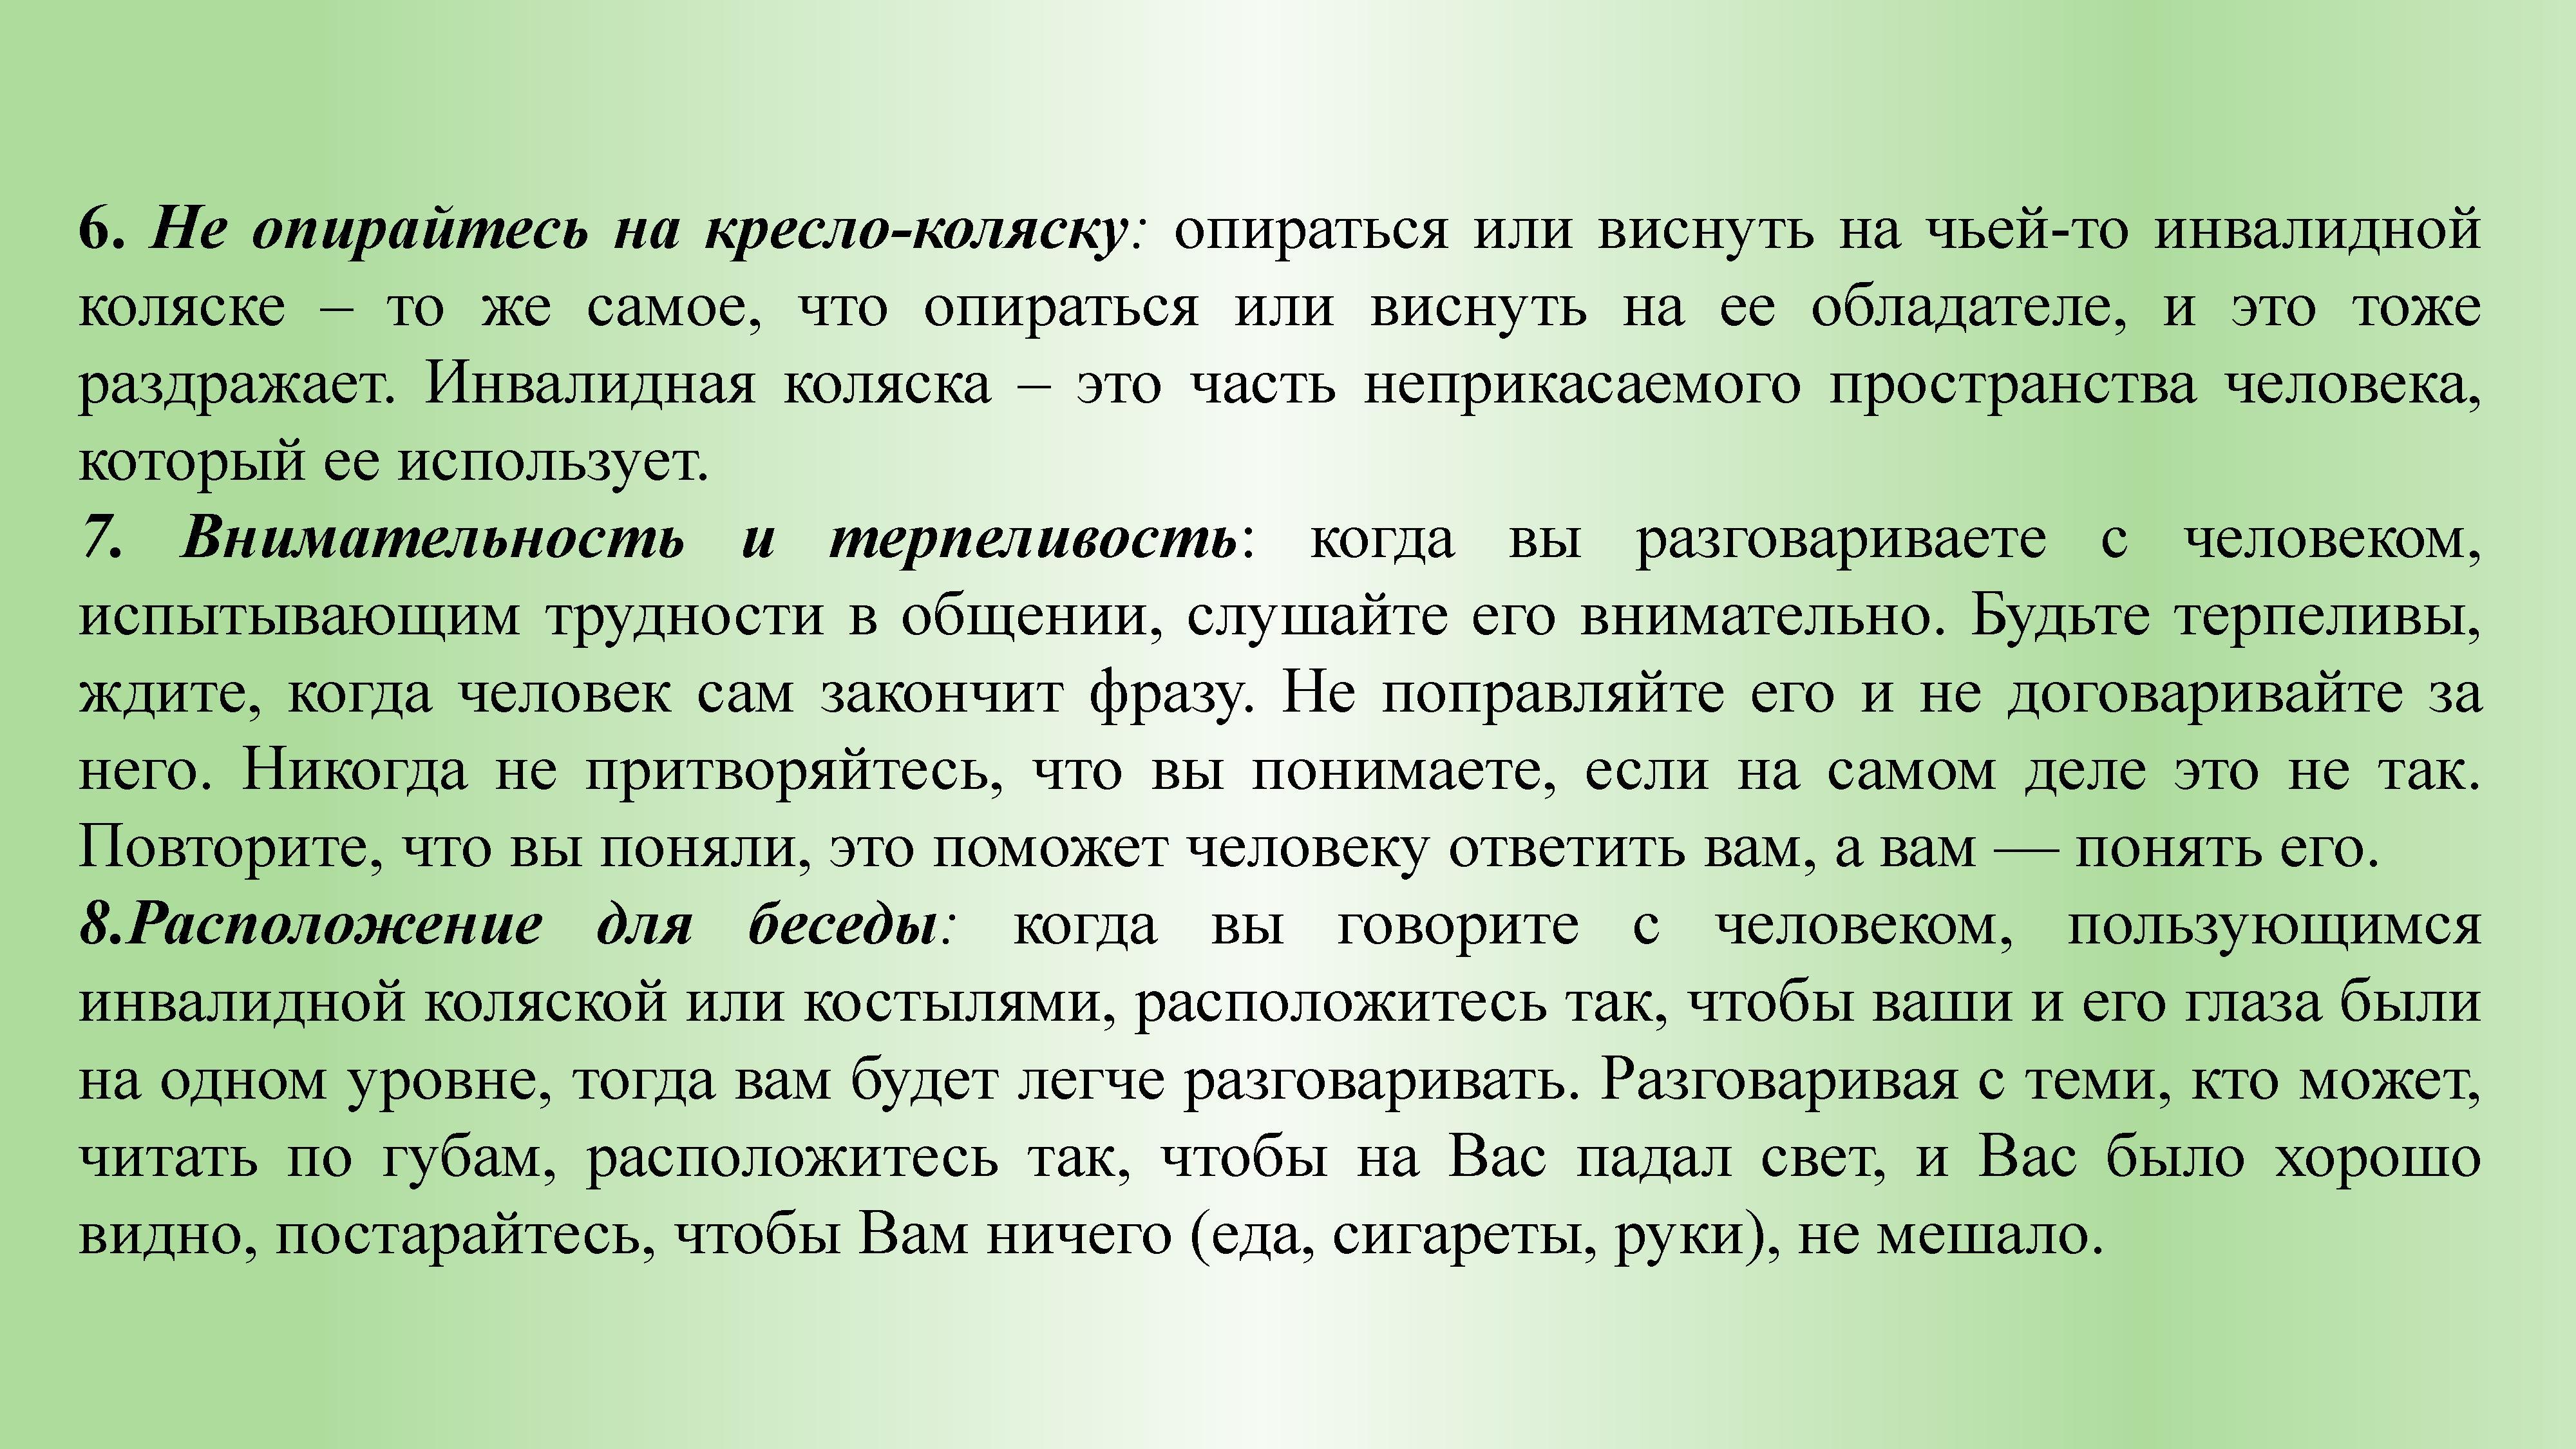 6. Не опирайтесь на кресло-коляску: опираться или виснуть на чьей-то инвалидной
коляске – то же самое, что опираться или виснуть на ее обладателе, и это тоже
раздражает. Инвалидная коляска – это часть неприкасаемого пространства человека,
который ее использует.
7. Внимательность и терпеливость: когда вы разговариваете с человеком,
испытывающим трудности в общении, слушайте его внимательно. Будьте терпеливы,
ждите, когда человек сам закончит фразу. Не поправляйте его и не договаривайте за
него. Никогда не притворяйтесь, что вы понимаете, если на самом деле это не так.
Повторите, что вы поняли, это поможет человеку ответить вам, а вам — понять его.
8.Расположение для беседы: когда вы говорите с человеком, пользующимся
инвалидной коляской или костылями, расположитесь так, чтобы ваши и его глаза были
на одном уровне, тогда вам будет легче разговаривать. Разговаривая с теми, кто может,
читать по губам, расположитесь так, чтобы на Вас падал свет, и Вас было хорошо
видно, постарайтесь, чтобы Вам ничего (еда, сигареты, руки), не мешало.